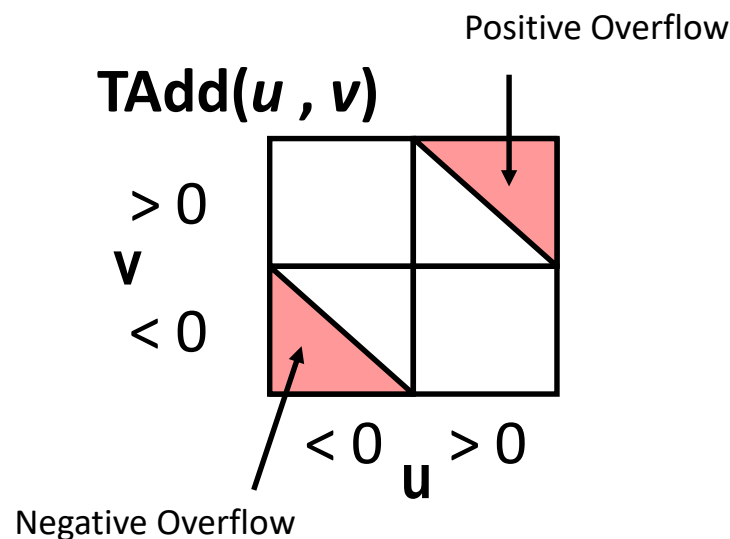 Positive Overflow
TAdd(u , v)
> 0
v
< 0
< 0 > 0
u
Negative Overflow